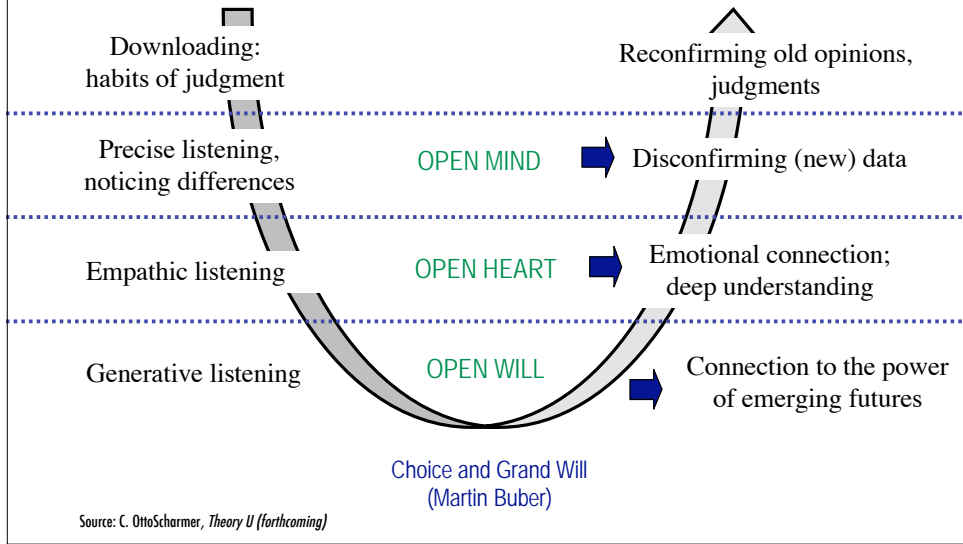 Downloading:
habits of judgment
Reconfirming old opinions,
judgments
Precise listening,
noticing differences
OPEN MIND
Disconfirming (new) data
Empathic listening
OPEN HEART
Emotional connection;
deep understanding
Generative listening
OPEN WILL
Connection to the power
of emerging futures
Choice and Grand Will
(Martin Buber)
Source: C. OttoScharmer, Theory U (forthcoming)